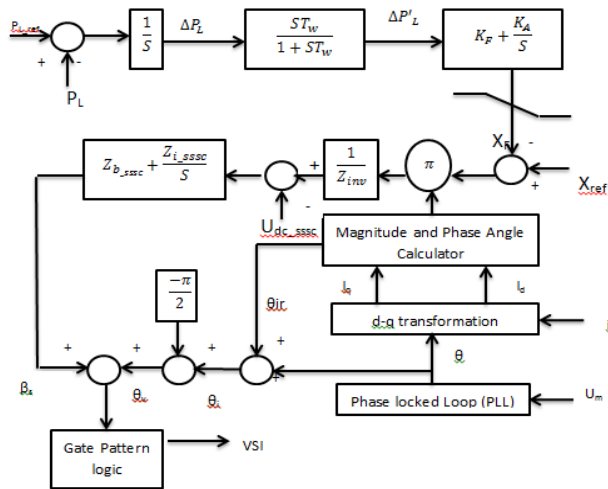 P_L_ref
+
-
P_L
1/S
ΔP_L
ST_w / 1 + ST_w
ΔP'_L
K_F + K_A/S
X_F
-
+
X_ref
Z_b_sssc + Z_i_sssc/S
+
-
U_dc_sssc
1/Z_inv
π
Magnitude and Phase Angle
Calculator
I_q
I_d
-π/2
θir
d-q transformation
+
+
+
+
+
+
θ
β_s
θ_v
θ_i
Phase locked Loop (PLL)
U_m
Gate Pattern
logic
VSI